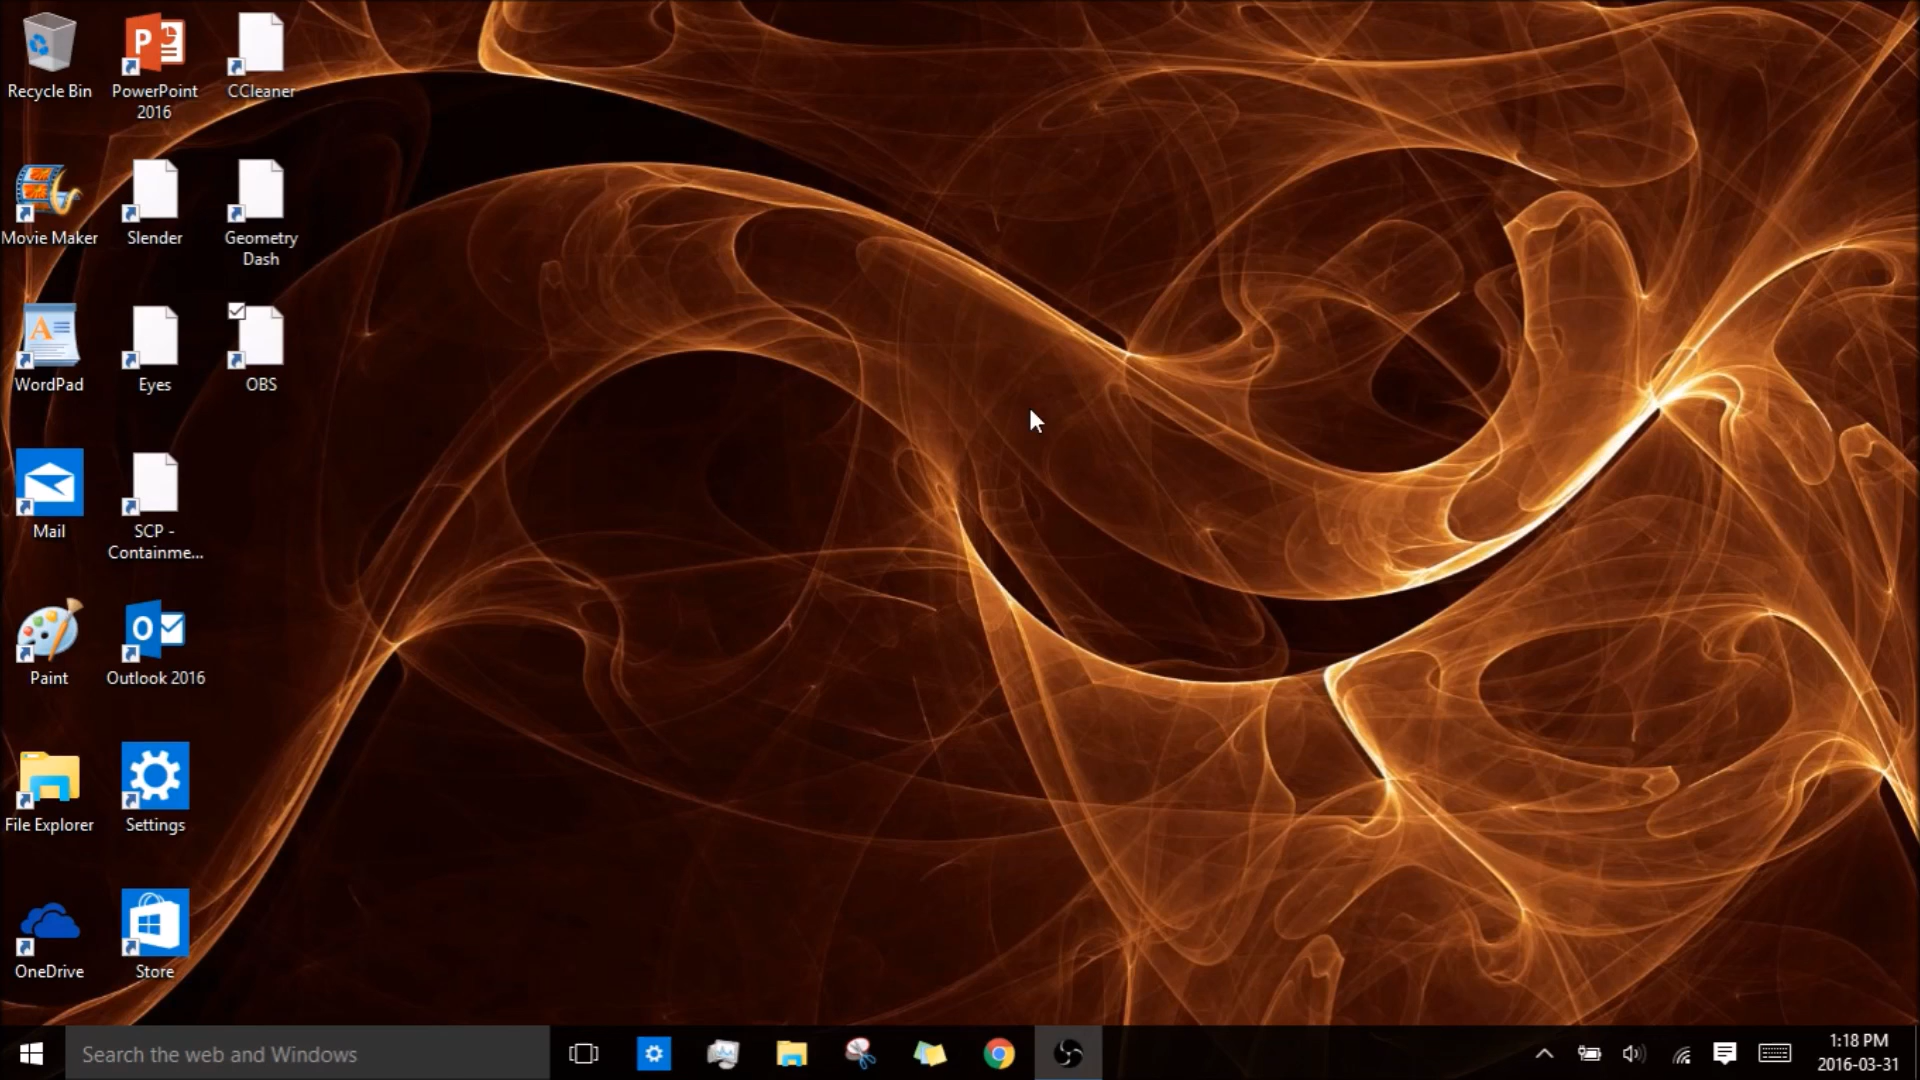 Recycle Bin
PowerPoint
2016
CCleaner
Movie Maker
Slender
Geometry
Dash
WordPad
Eyes
OBS
Mail
SCP -
Containme...
Paint
Outlook 2016
File Explorer
Settings
OneDrive
Store
Search the web and Windows
1:18 PM
2016-03-31